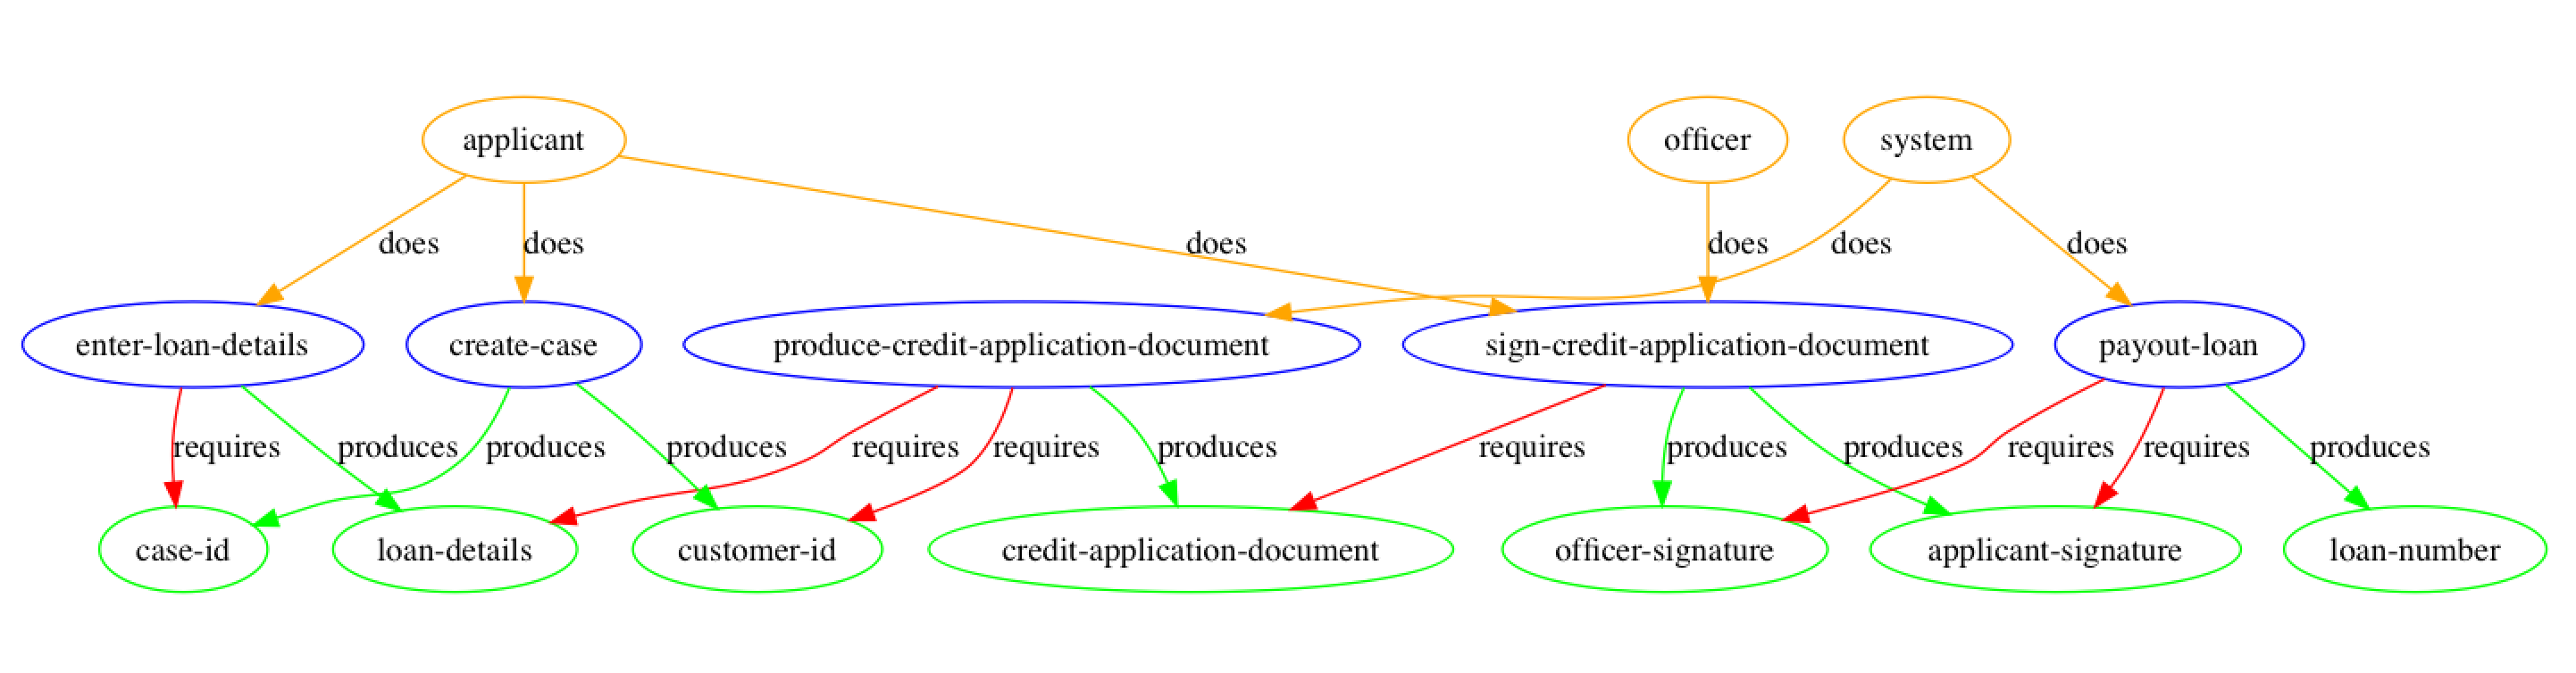 applicant
officer
system
does
does
does
does
does
does
enter-loan-details
create-case
produce-credit-application-document
sign-credit-application-document
payout-loan
requires
produces
produces
produces
requires
requires
produces
requires
produces
produces
requires
requires
produces
case-id
loan-details
customer-id
credit-application-document
officer-signature
applicant-signature
loan-number